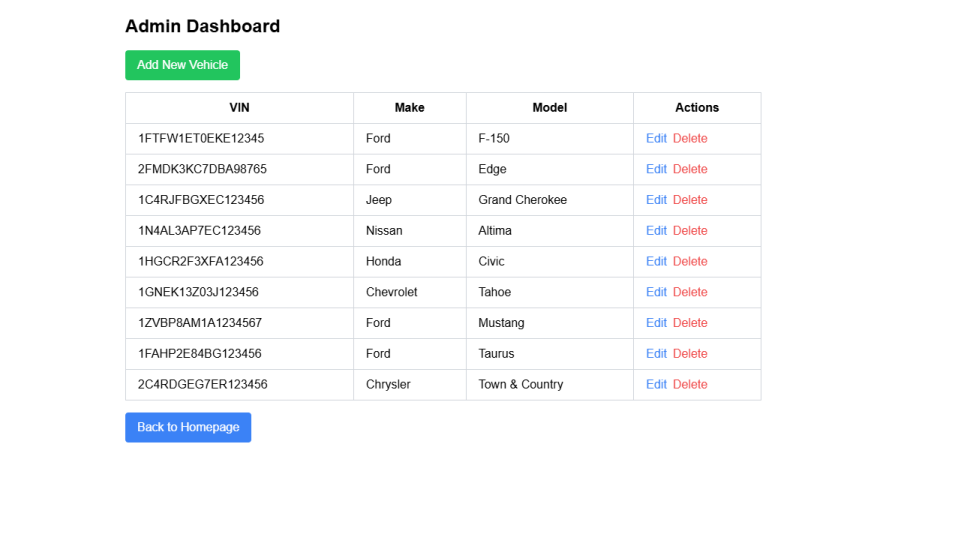 Admin Dashboard
Add New Vehicle
VIN Make Model Actions
1FTFW1ET0EKE12345 Ford F-150 Edit Delete
2FMDK3KC7DBA98765 Ford Edge Edit Delete
1C4RJFBGXEC123456 Jeep Grand Cherokee Edit Delete
1N4AL3AP7EC123456 Nissan Altima Edit Delete
1HGCR2F3XFA123456 Honda Civic Edit Delete
1GNEK13Z03J123456 Chevrolet Tahoe Edit Delete
1ZVBP8AM1A1234567 Ford Mustang Edit Delete
1FAHP2E84BG123456 Ford Taurus Edit Delete
2C4RDGEG7ER123456 Chrysler Town & Country Edit Delete
Back to Homepage